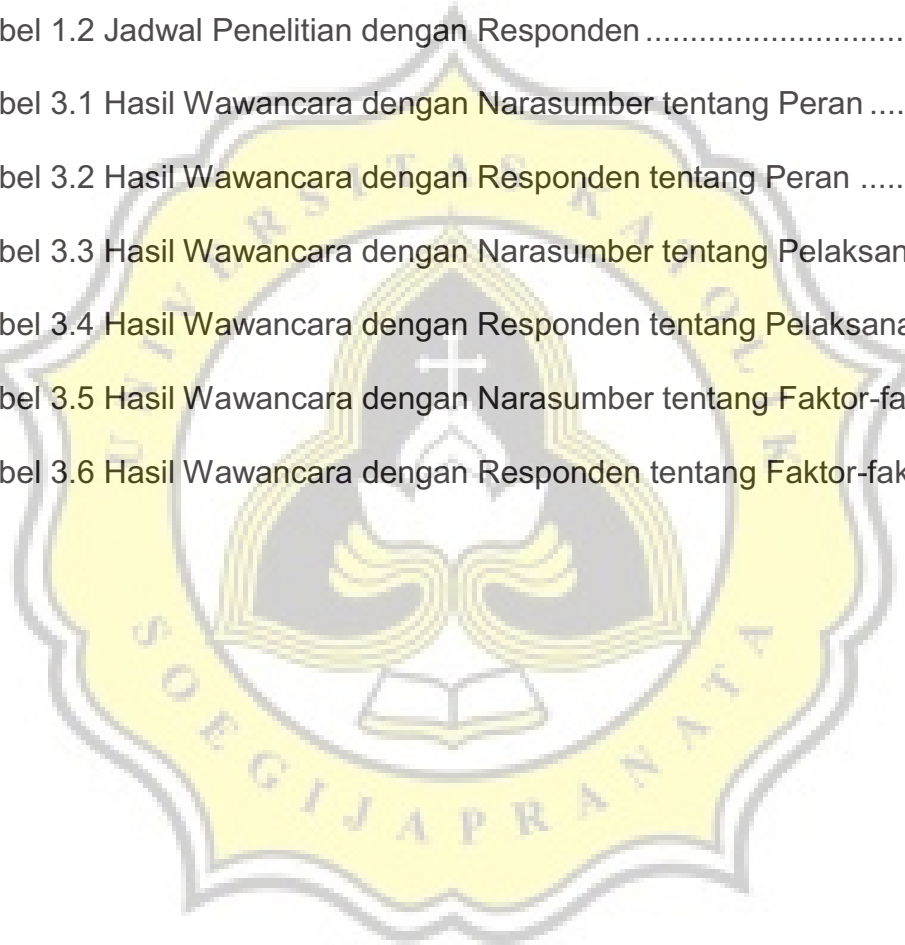 bel 1.2 Jadwal Penelitian dengan Responden .............................
bel 3.1 Hasil Wawancara dengan Narasumber tentang Peran ....
bel 3.2 Hasil Wawancara dengan Responden tentang Peran .....
bel 3.3 Hasil Wawancara dengan Narasumber tentang Pelaksan
bel 3.4 Hasil Wawancara dengan Responden tentang Pelaksana
bel 3.5 Hasil Wawancara dengan Narasumber tentang Faktor-fa
bel 3.6 Hasil Wawancara dengan Responden tentang Faktor-fak
UNIVERSITAS KATOLIK
SOEGIJAPRANATA